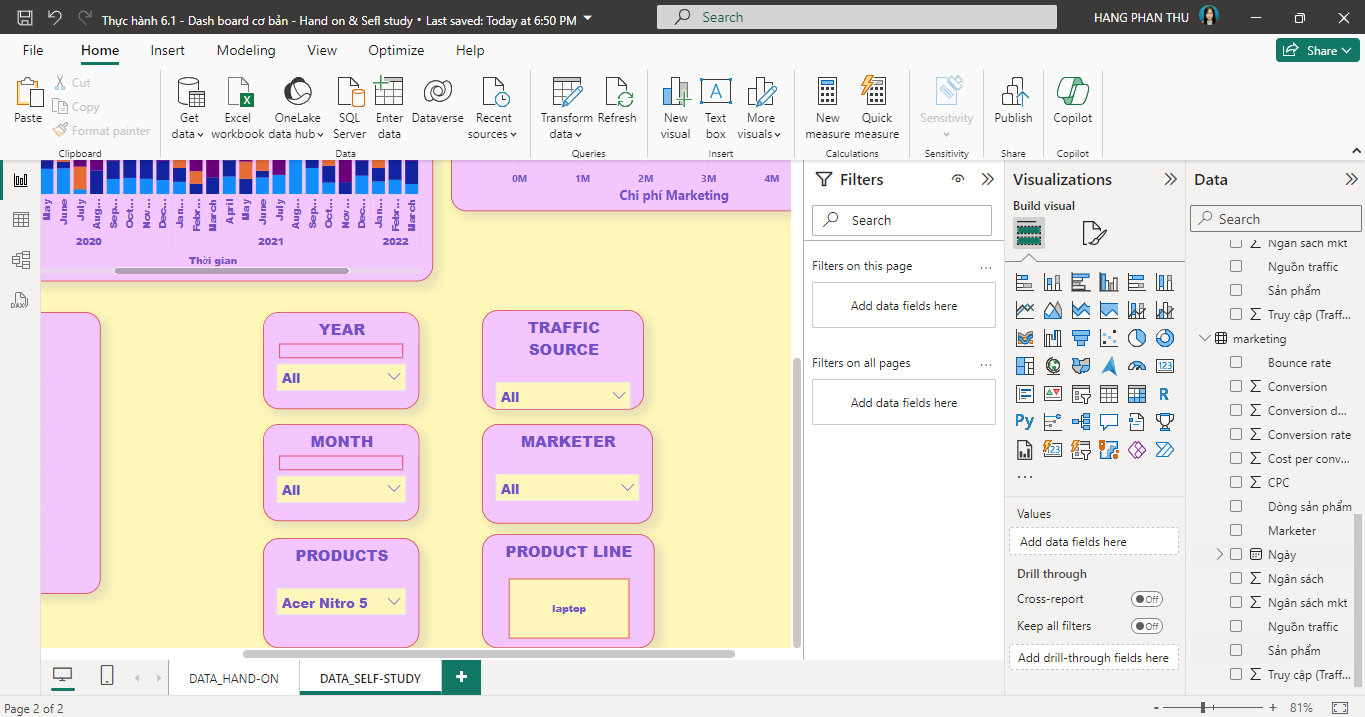 Thực hành 6.1 - Dash board cơ bản - Hand on & Sefl study • Last saved: Today at 6:50 PM
Search
HANG PHAN THU
File
Home
Insert
Modeling
View
Optimize
Help
Share
Paste
Cut
Copy
Format painter
Clipboard
Get data
Excel workbook
OneLake data hub
SQL Server
Enter data
Dataverse
Recent sources
Data
Transform data
Refresh
Queries
New visual
Text box
More visuals
Insert
New measure
Quick measure
Calculations
Sensitivity
Sensitivity
Publish
Share
Copilot
Copilot
May
June
July
Aug...
Sep...
Oct...
Nov...
Dec...
Jan...
Febr...
March
April
May
June
July
Aug...
Sep...
Oct...
Nov...
Dec...
Jan...
Febr...
March
2020
2021
2022
Thời gian
0M
1M
2M
3M
4M
Chi phí Marketing
YEAR
All
TRAFFIC
SOURCE
All
MONTH
All
MARKETER
All
PRODUCTS
Acer Nitro 5
PRODUCT LINE
laptop
Filters
Search
Filters on this page
...
Add data fields here
Filters on all pages
...
Add data fields here
Visualizations
Build visual
123
R
Py
123
...
Values
Add data fields here
Drill through
Cross-report
Off
Keep all filters
Off
Add drill-through fields here
Data
Search
Ngân sách mkt
Nguồn traffic
Sản phẩm
Truy cập (Traff...
marketing
Bounce rate
Conversion
Conversion d...
Conversion rate
Cost per conv...
CPC
Dòng sản phẩm
Marketer
Ngày
Ngân sách
Ngân sách mkt
Nguồn traffic
Sản phẩm
Truy cập (Traff...
DAX
DATA_HAND-ON
DATA_SELF-STUDY
+
Page 2 of 2
- + 81%